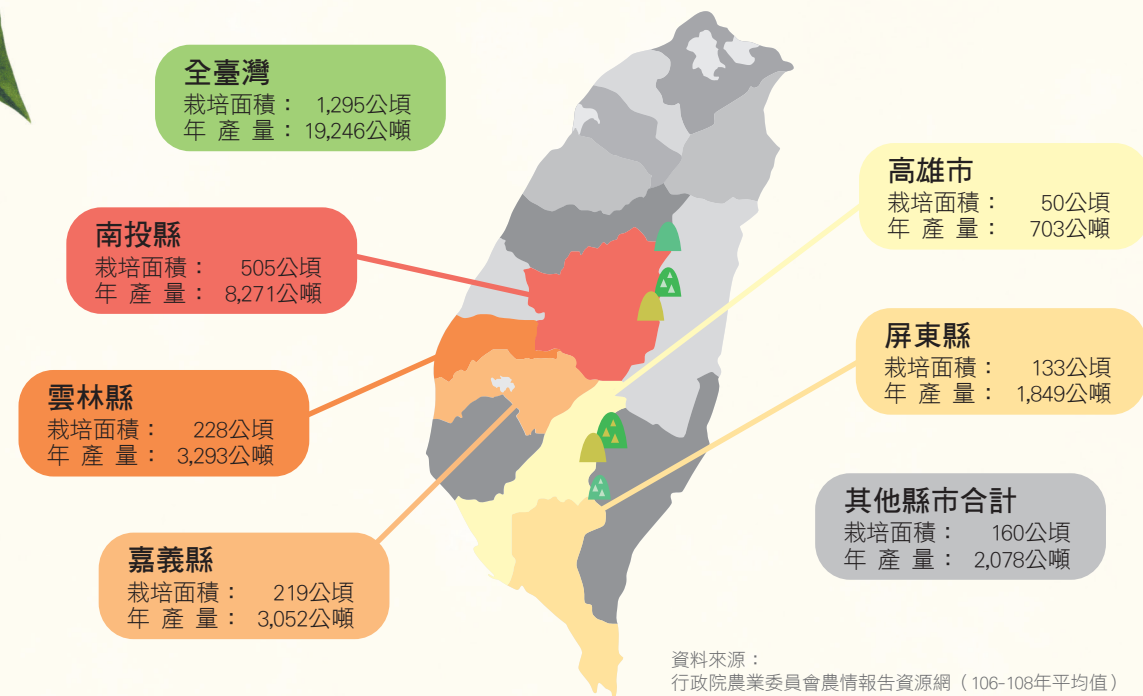 全臺灣
栽培面積： 1,295公頃
年產量：19,246公噸
南投縣
栽培面積： 505公頃
年產量： 8,271公噸
雲林縣
栽培面積： 228公頃
年產量： 3,293公噸
嘉義縣
栽培面積： 219公頃
年產量： 3,052公噸
高雄市
栽培面積： 50公頃
年產量： 703公噸
屏東縣
栽培面積： 133公頃
年產量： 1,849公噸
其他縣市合計
栽培面積： 160公頃
年產量： 2,078公噸
資料來源：
行政院農業委員會農情報告資源網（106-108年平均值）